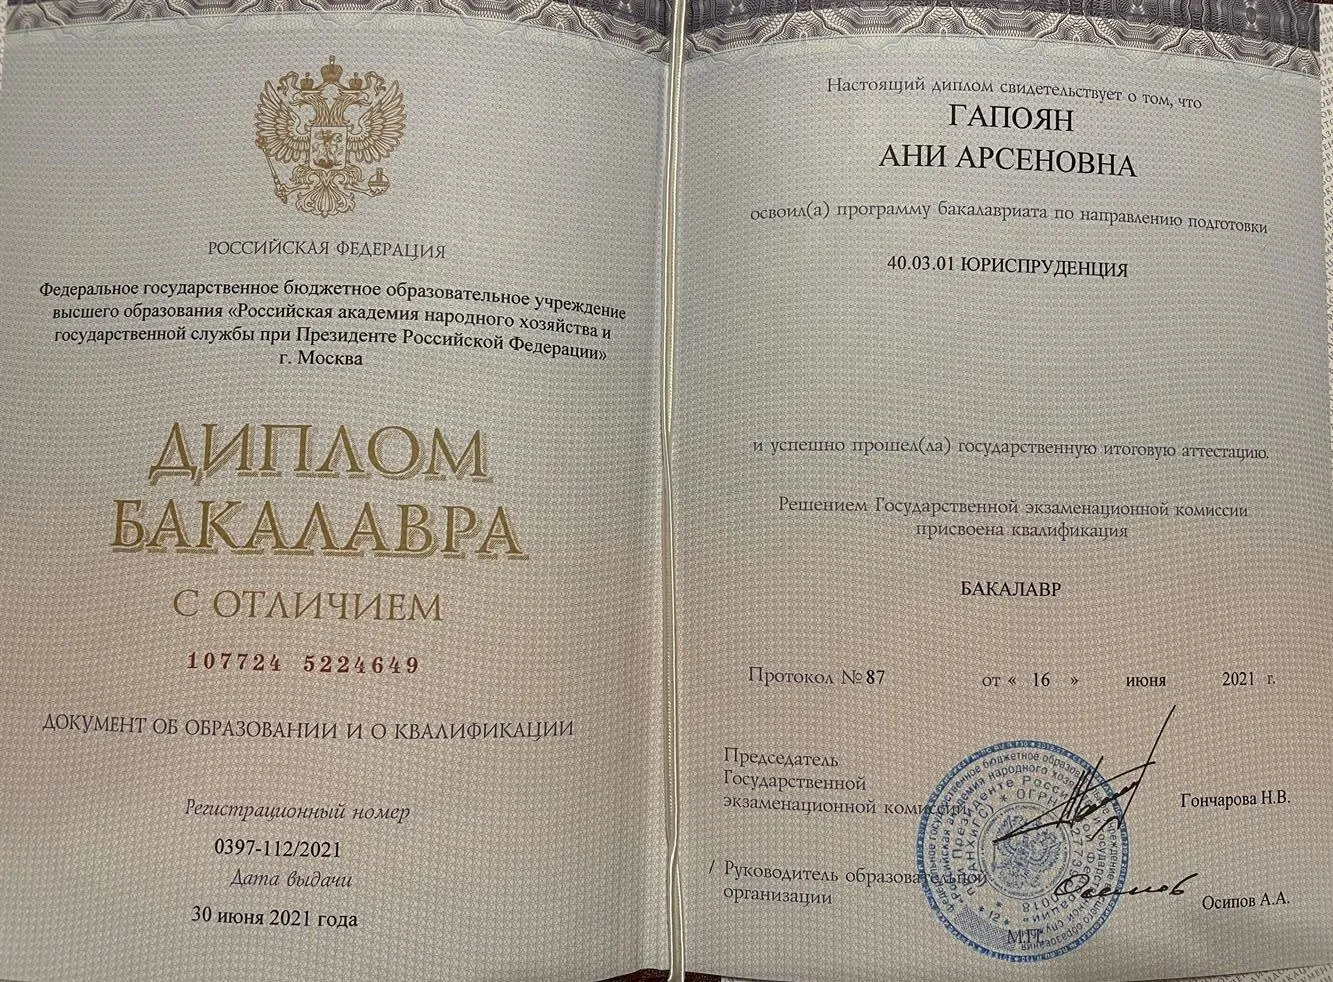 РОССИЙСКАЯ ФЕДЕРАЦИЯ
Федеральное государственное бюджетное образовательное учреждение
высшего образования «Российская академия народного хозяйства и
государственной службы при Президенте Российской Федерации»
г. Москва
ДИПЛОМ
БАКАЛАВРА
С ОТЛИЧИЕМ
107724 5224649
ДОКУМЕНТ ОБ ОБРАЗОВАНИИ И О КВАЛИФИКАЦИИ
Регистрационный номер
0397-112/2021
Дата выдачи
30 июня 2021 года
Настоящий диплом свидетельствует о том, что
ГАПОЯН
АНИ АРСЕНОВНА
освоил(а) программу бакалавриата по направлению подготовки
40.03.01 ЮРИСПРУДЕНЦИЯ
и успешно прошел(ла) государственную итоговую аттестацию.
Решением Государственной экзаменационной комиссии
присвоена квалификация
БАКАЛАВР
Протокол № 87 от « 16 » июня 2021 г.
Председатель
Государственной
экзаменационной комиссии
Гончарова Н.В.
/ Руководитель образовательной
организации
Осипов А.А.
М.П.